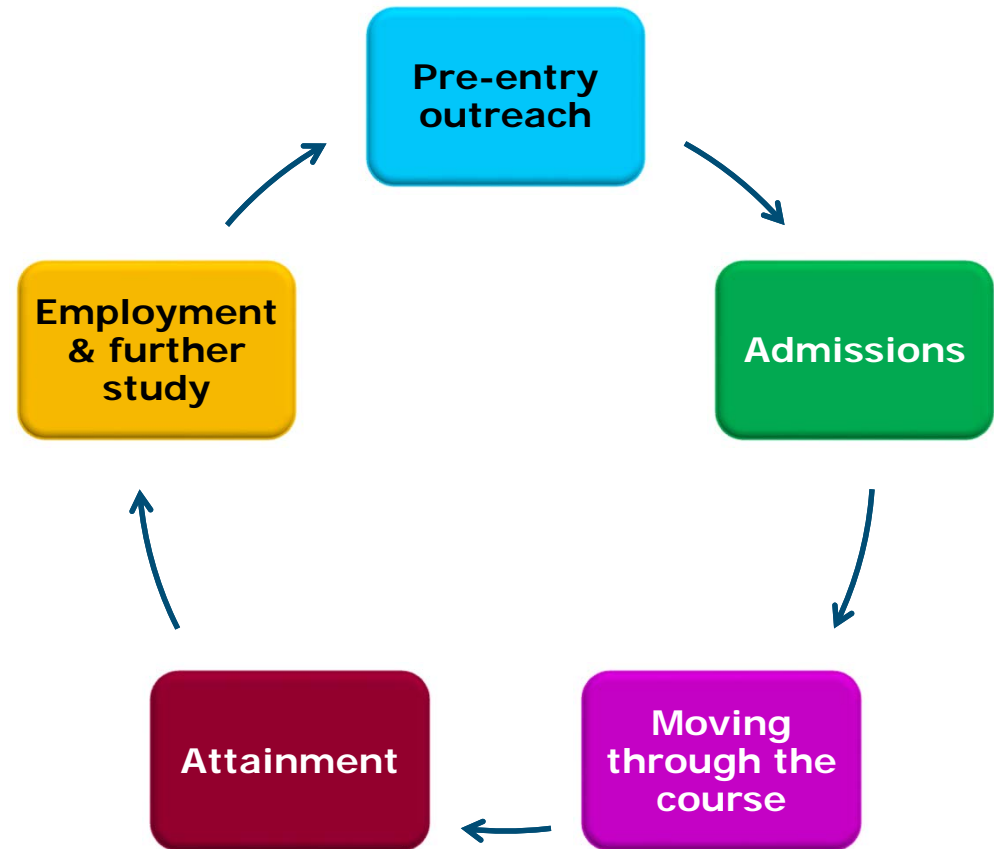 Pre-entry
outreach
Admissions
Moving
through the
course
Attainment
Employment
& further
study